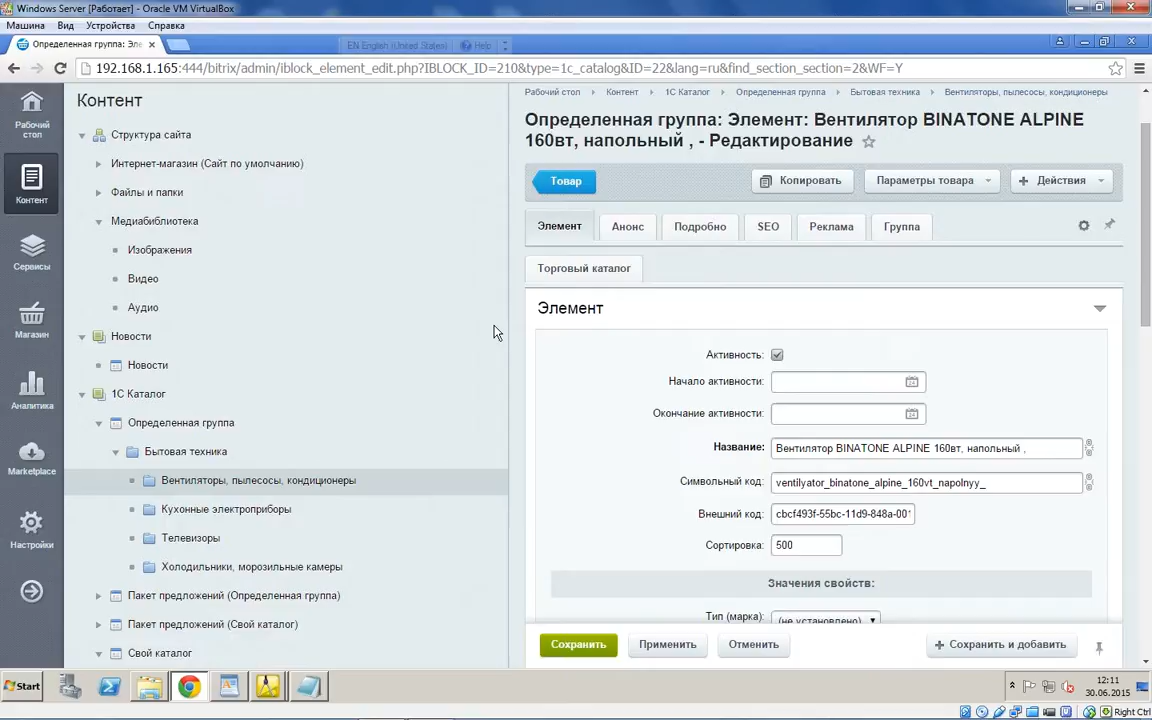 Windows Server [Работает] - Oracle VM VirtualBox
Машина Вид Устройства Справка
Определенная группа: Эле
EN English (United States) Help
192.168.1.165:444/bitrix/admin/iblock_element_edit.php?IBLOCK_ID=210&type=1c_catalog&ID=22&lang=ru&find_section_section=2&WF=Y
Рабочий стол
Контент
Сервисы
Магазин
Аналитика
Marketplace
Настройки
Контент
Структура сайта
Интернет-магазин (Сайт по умолчанию)
Файлы и папки
Медиабиблиотека
Изображения
Видео
Аудио
Новости
Новости
1С Каталог
Определенная группа
Бытовая техника
Вентиляторы, пылесосы, кондиционеры
Кухонные электроприборы
Телевизоры
Холодильники, морозильные камеры
Пакет предложений (Определенная группа)
Пакет предложений (Свой каталог)
Свой каталог
Рабочий стол Контент 1С Каталог Определенная группа Бытовая техника Вентиляторы, пылесосы, кондиционеры
Определенная группа: Элемент: Вентилятор BINATONE ALPINE
160вт, напольный , - Редактирование
Товар Копировать Параметры товара Действия
Элемент Анонс Подробно SEO Реклама Группа
Торговый каталог
Элемент
Активность:
Начало активности:
Окончание активности:
Название: Вентилятор BINATONE ALPINE 160вт, напольный ,
Символьный код: ventilyator_binatone_alpine_160vt_napolnyy_
Внешний код: cbcf493f-55bc-11d9-848a-00
Сортировка: 500
Значения свойств:
Тип (марка): (не установлено)
Сохранить Применить Отменить Сохранить и добавить
Start
12:11
30.06.2015
Right Ctrl